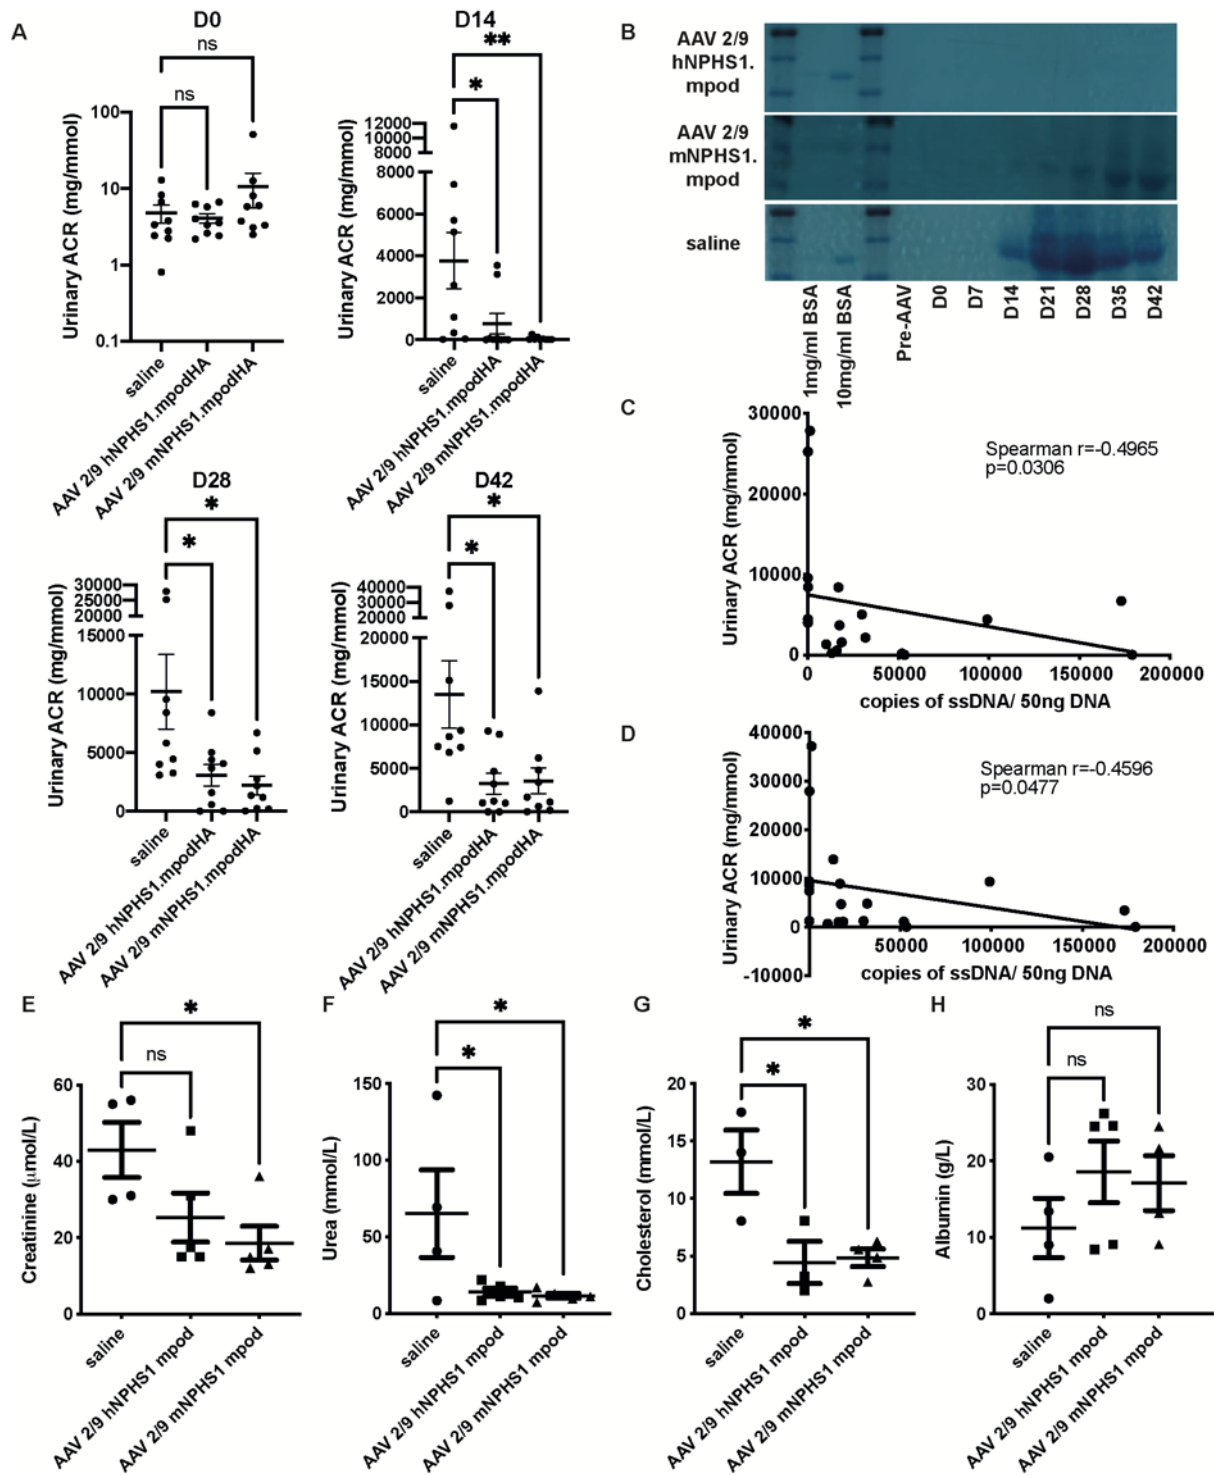 A
D0
ns
ns
Urinary ACR (mg/mmol)
100
10
1
0.1
saline
AAV 2/9 hNPHS1.mpodHA
AAV 2/9 mNPHS1.mpodHA
D14
**
*
Urinary ACR (mg/mmol)
12000
10000
8000
8000
6000
4000
2000
0
saline
AAV 2/9 hNPHS1.mpodHA
AAV 2/9 mNPHS1.mpodHA
D28
*
*
Urinary ACR (mg/mmol)
30000
25000
20000
15000
10000
5000
0
saline
AAV 2/9 hNPHS1.mpodHA
AAV 2/9 mNPHS1.mpodHA
D42
*
*
Urinary ACR (mg/mmol)
40000
30000
20000
20000
15000
10000
5000
0
saline
AAV 2/9 hNPHS1.mpodHA
AAV 2/9 mNPHS1.mpodHA
B
AAV 2/9
hNPHS1.
mpod
AAV 2/9
mNPHS1.
mpod
saline
1mg/ml BSA
10mg/ml BSA
Pre-AAV
D0
D7
D14
D21
D28
D35
D42
C
Urinary ACR (mg/mmol)
30000
20000
10000
0
Spearman r=-0.4965
p=0.0306
0
50000
100000
150000
200000
copies of ssDNA/ 50ng DNA
D
Urinary ACR (mg/mmol)
40000
30000
20000
10000
0
-10000
Spearman r=-0.4596
p=0.0477
50000
100000
150000
200000
copies of ssDNA/ 50ng DNA
E
*
ns
Creatinine (μmol/L)
60
40
20
0
saline
AAV 2/9 hNPHS1 mpod
AAV 2/9 mNPHS1 mpod
F
*
*
Urea (mmol/L)
150
100
50
0
saline
AAV 2/9 hNPHS1 mpod
AAV 2/9 mNPHS1 mpod
G
*
*
Cholesterol (mmol/L)
20
15
10
5
0
saline
AAV 2/9 hNPHS1 mpod
AAV 2/9 mNPHS1 mpod
H
ns
ns
Albumin (g/L)
30
20
10
0
saline
AAV 2/9 hNPHS1 mpod
AAV 2/9 mNPHS1 mpod